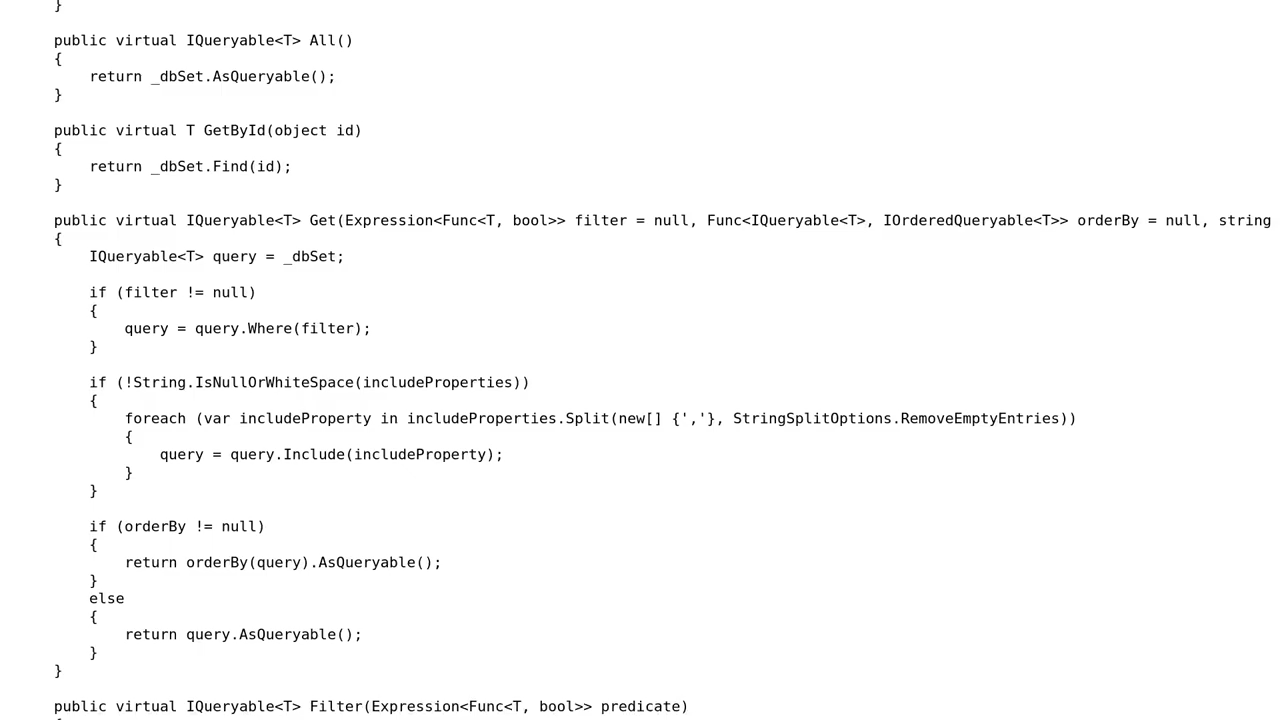 }
public virtual IQueryable<T> All()
{
return _dbSet.AsQueryable();
}
public virtual T GetById(object id)
{
return _dbSet.Find(id);
}
public virtual IQueryable<T> Get(Expression<Func<T, bool>> filter = null, Func<IQueryable<T>, IOrderedQueryable<T>> orderBy = null, string
{
IQueryable<T> query = _dbSet;
if (filter != null)
{
query = query.Where(filter);
}
if (!String.IsNullOrWhiteSpace(includeProperties))
{
foreach (var includeProperty in includeProperties.Split(new[] {','}, StringSplitOptions.RemoveEmptyEntries))
{
query = query.Include(includeProperty);
}
}
if (orderBy != null)
{
return orderBy(query).AsQueryable();
}
else
{
return query.AsQueryable();
}
}
public virtual IQueryable<T> Filter(Expression<Func<T, bool>> predicate)
{